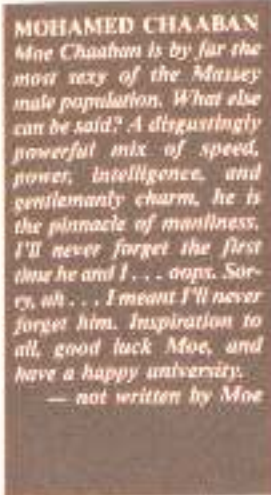 MOHAMED CHAABAN
Moe Chaaban is by far the
most sexy of the Massey
male population. What else
can be said? A disgustingly
powerful mix of speed,
power, intelligence, and
gentlemanly charm, he is
the pinnacle of manliness.
I'll never forget the first
time he and I . . . oops. Sor-
ry, uh . . . I meant I'll never
forget him. Inspiration to
all, good luck Moe, and
have a happy university.
— not written by Moe